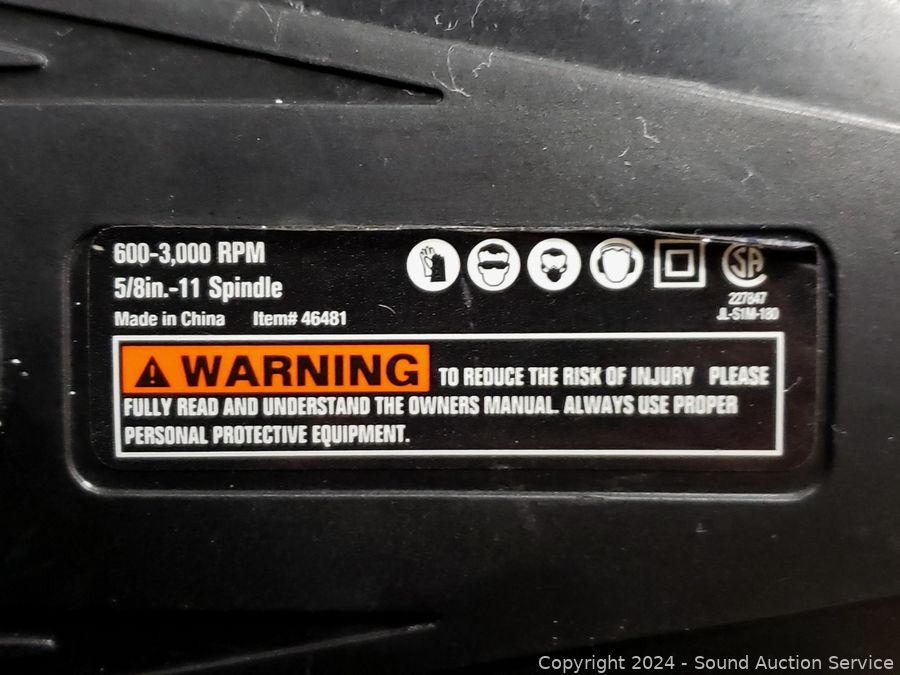 600-3,000 RPM
5/8in.-11 Spindle
Made in China Item# 46481
SA
227847
JL-S1M-180
WARNING TO REDUCE THE RISK OF INJURY PLEASE
FULLY READ AND UNDERSTAND THE OWNERS MANUAL. ALWAYS USE PROPER
PERSONAL PROTECTIVE EQUIPMENT.
Copyright 2024 - Sound Auction Service